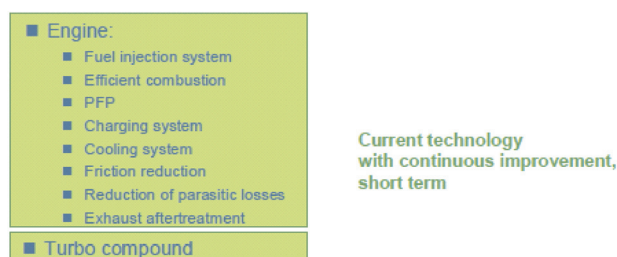 Engine:
Fuel injection system
Efficient combustion
PFP
Charging system
Cooling system
Friction reduction
Reduction of parasitic losses
Exhaust aftertreatment
Turbo compound
Current technology
with continuous improvement,
short term